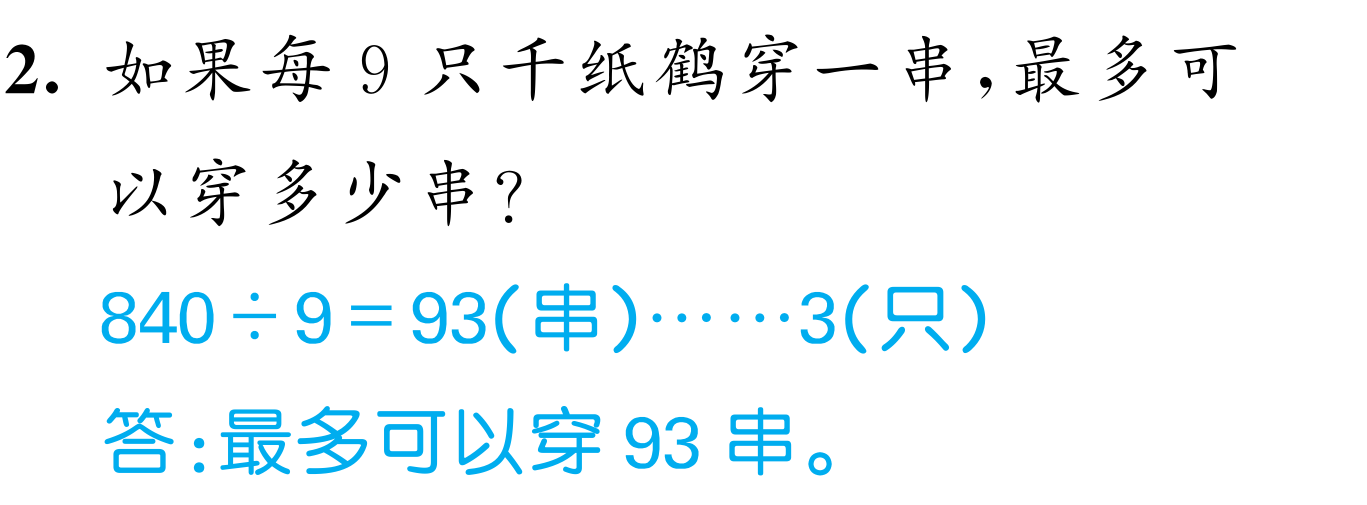 2. 如果每 9 只千纸鹤穿一串,最多可
以穿多少串?
840÷9=93(串)……3(只)
答:最多可以穿 93 串。